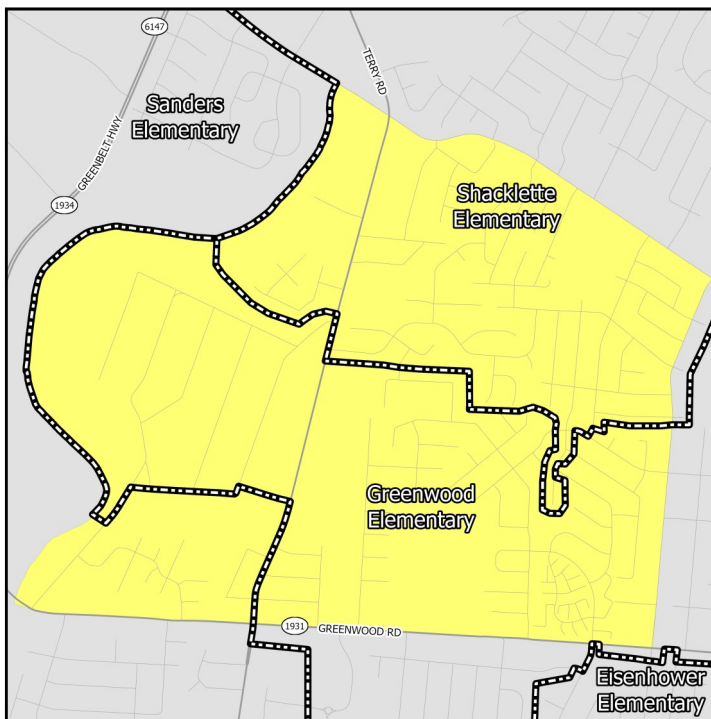 6147
TERRY RD
Sanders
Elementary
GREENBELT HWY
1934
Shacklette
Elementary
Greenwood
Elementary
1931
GREENWOOD RD
Eisenhower
Elementary